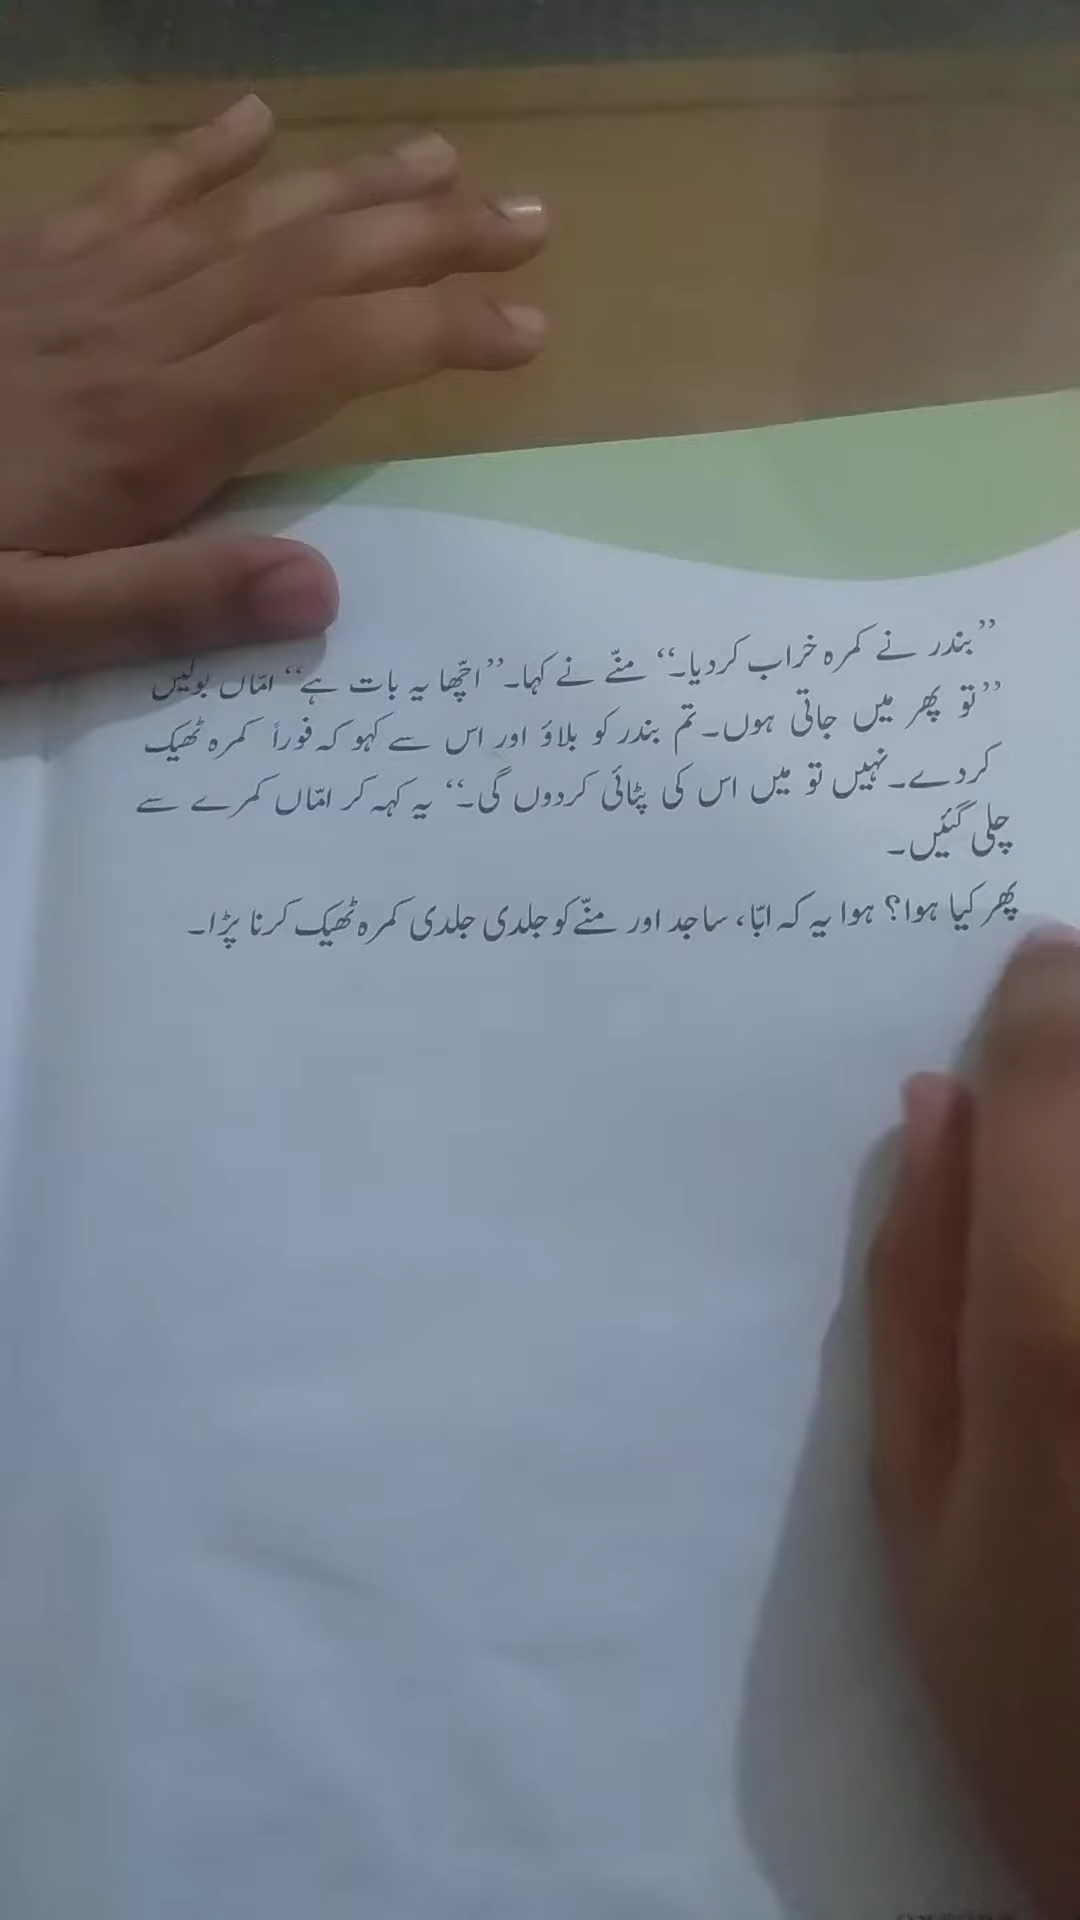 ’’بندر نے کمرہ خراب کردیا۔‘‘ منّے نے کہا۔’’اچّھا یہ بات ہے‘‘ امّاں بولیں
’’تو پھر میں جاتی ہوں۔ تم بندر کو بلاؤ اور اس سے کہو کہ فوراً کمرہ ٹھیک
کردے۔ نہیں تو میں اس کی پٹائی کردوں گی۔‘‘ یہ کہہ کر امّاں کمرے سے
چلی گئیں۔
پھر کیا ہوا؟ ہوا یہ کہ ابّا، ساجد اور منّے کو جلدی جلدی کمرہ ٹھیک کرنا پڑا۔